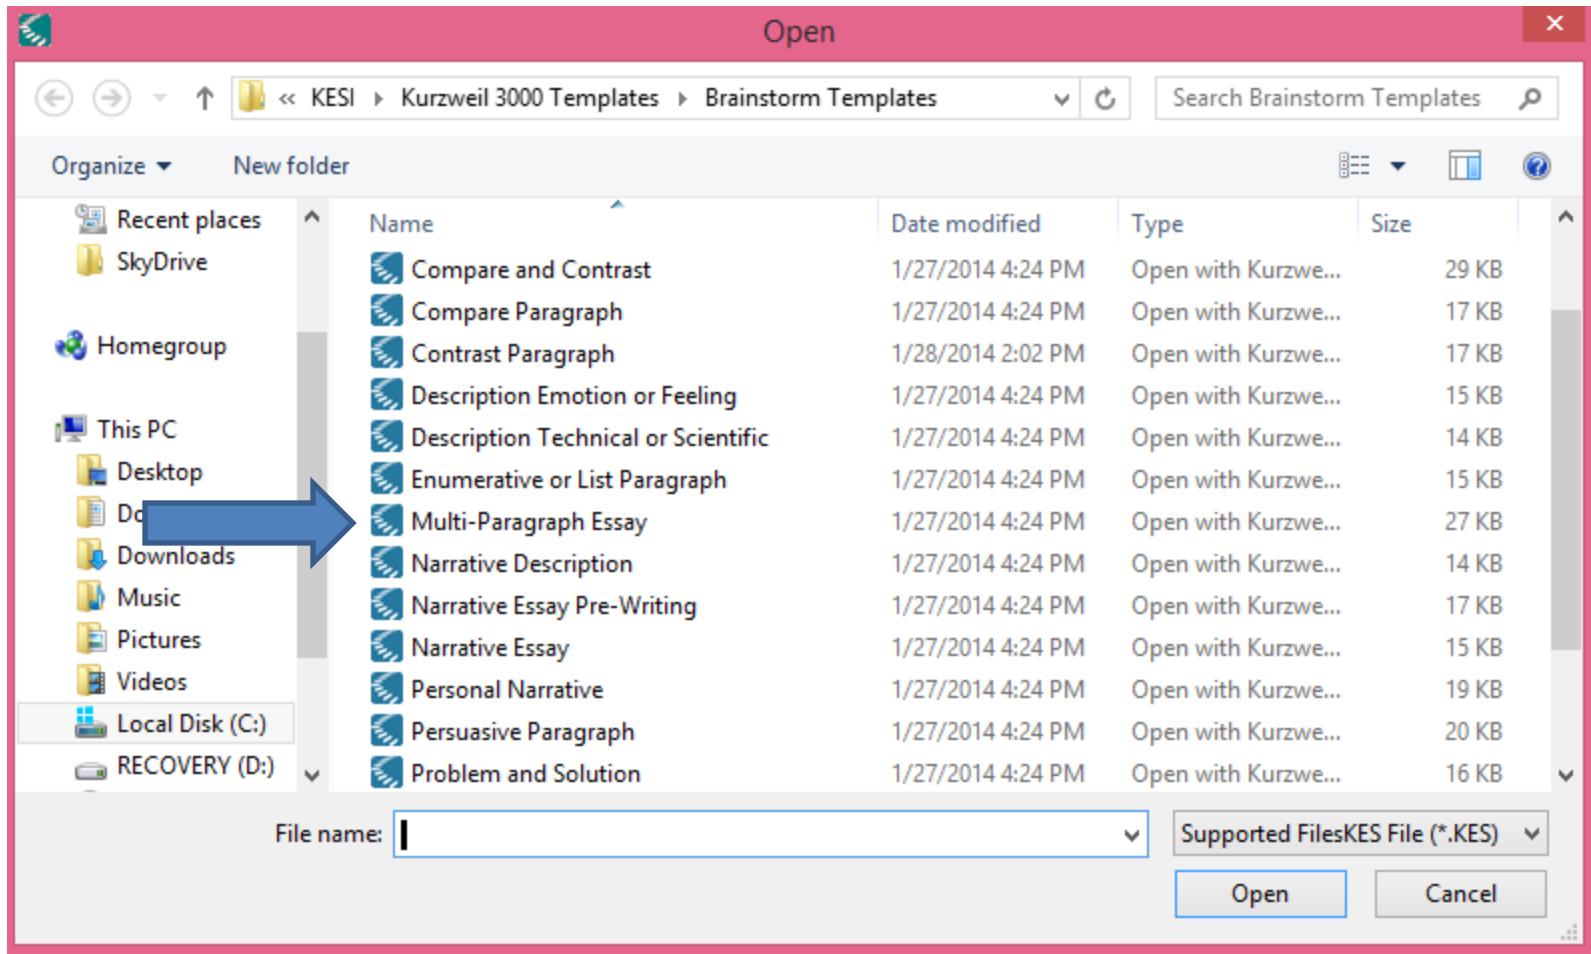 Open
« KESI Kurzweil 3000 Templates Brainstorm Templates
Search Brainstorm Templates
Organize New folder
Recent places
SkyDrive
Homegroup
This PC
Desktop
Do
Downloads
Music
Pictures
Videos
Local Disk (C:)
RECOVERY (D:)
Name Date modified Type Size
Compare and Contrast 1/27/2014 4:24 PM Open with Kurzwe... 29 KB
Compare Paragraph 1/27/2014 4:24 PM Open with Kurzwe... 17 KB
Contrast Paragraph 1/28/2014 2:02 PM Open with Kurzwe... 17 KB
Description Emotion or Feeling 1/27/2014 4:24 PM Open with Kurzwe... 15 KB
Description Technical or Scientific 1/27/2014 4:24 PM Open with Kurzwe... 14 KB
Enumerative or List Paragraph 1/27/2014 4:24 PM Open with Kurzwe... 15 KB
Multi-Paragraph Essay 1/27/2014 4:24 PM Open with Kurzwe... 27 KB
Narrative Description 1/27/2014 4:24 PM Open with Kurzwe... 14 KB
Narrative Essay Pre-Writing 1/27/2014 4:24 PM Open with Kurzwe... 17 KB
Narrative Essay 1/27/2014 4:24 PM Open with Kurzwe... 15 KB
Personal Narrative 1/27/2014 4:24 PM Open with Kurzwe... 19 KB
Persuasive Paragraph 1/27/2014 4:24 PM Open with Kurzwe... 20 KB
Problem and Solution 1/27/2014 4:24 PM Open with Kurzwe... 16 KB
File name: Supported FilesKES File (*.KES)
Open Cancel